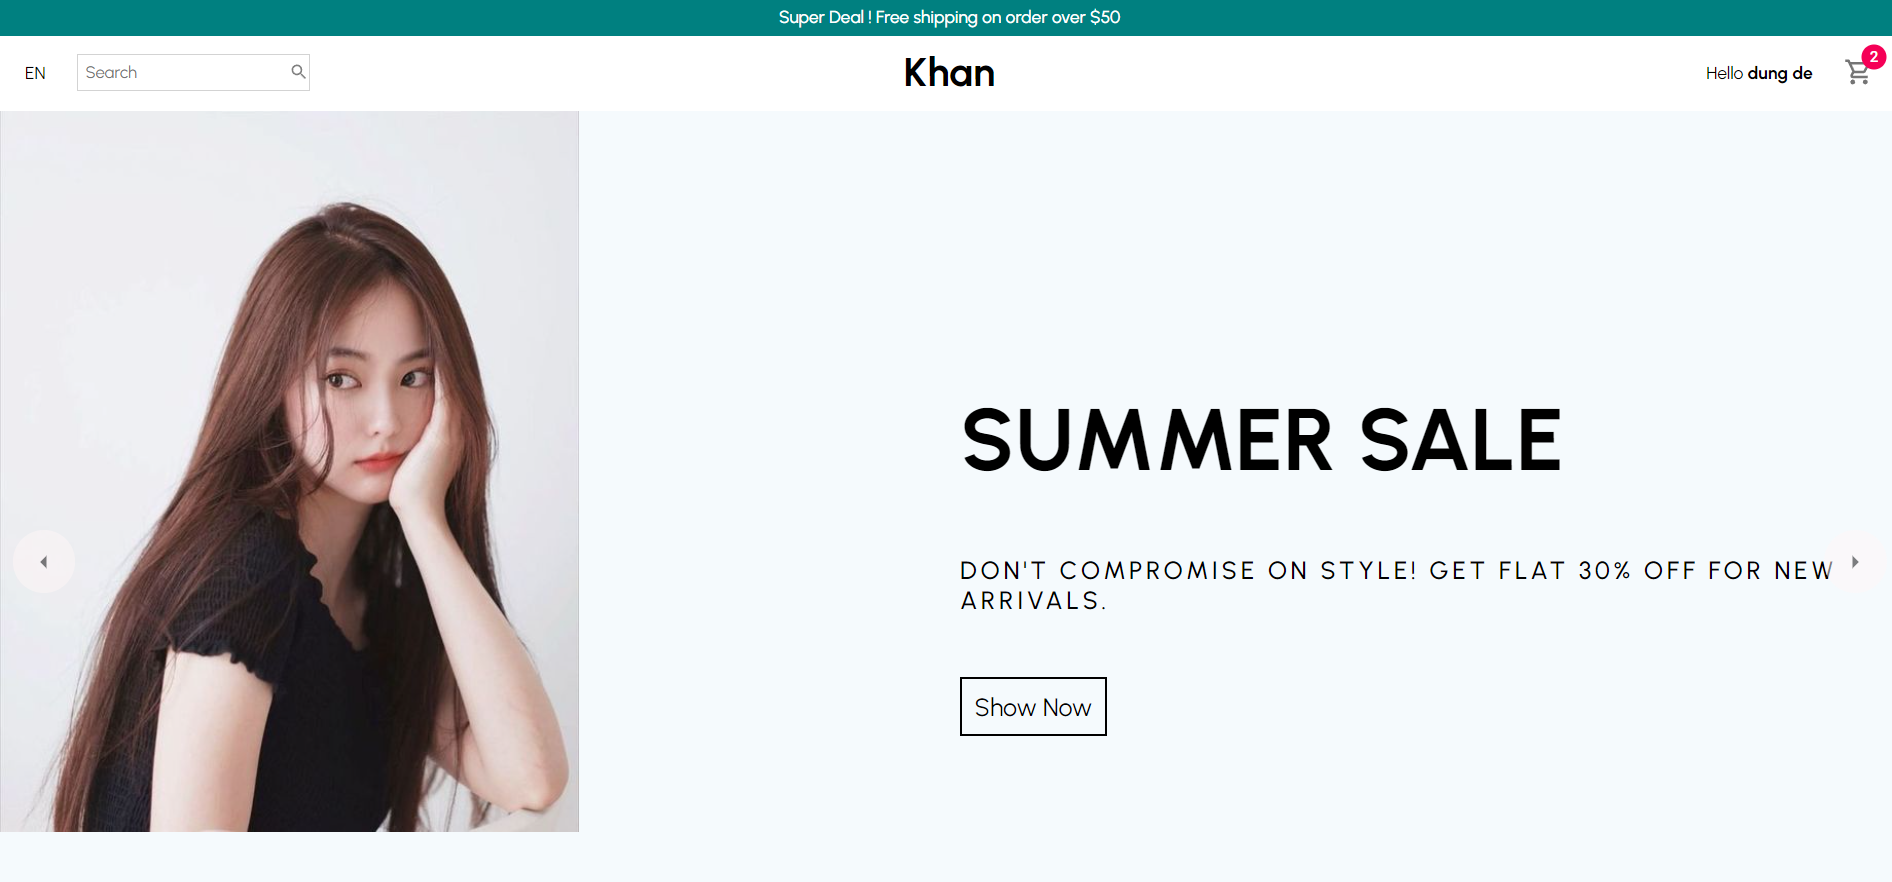 Super Deal ! Free shipping on order over $50
EN
Search
Khan
Hello dung de
2
SUMMER SALE
DON'T COMPROMISE ON STYLE! GET FLAT 30% OFF FOR NEW
ARRIVALS.
Show Now